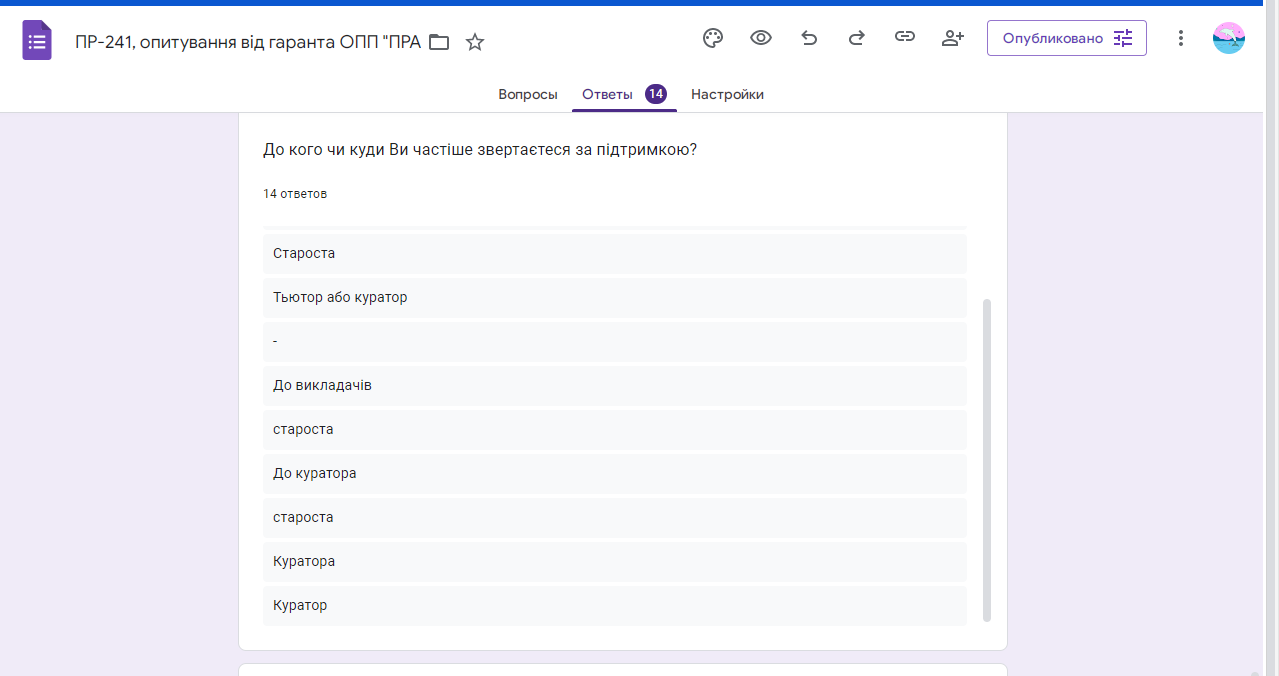 ПР-241, опитування від гаранта ОПП "ПРА
Опубликовано
Вопросы
Ответы 14
Настройки
До кого чи куди Ви частіше звертаєтеся за підтримкою?
14 ответов
Староста
Тьютор або куратор
-
До викладачів
староста
До куратора
староста
Куратора
Куратор